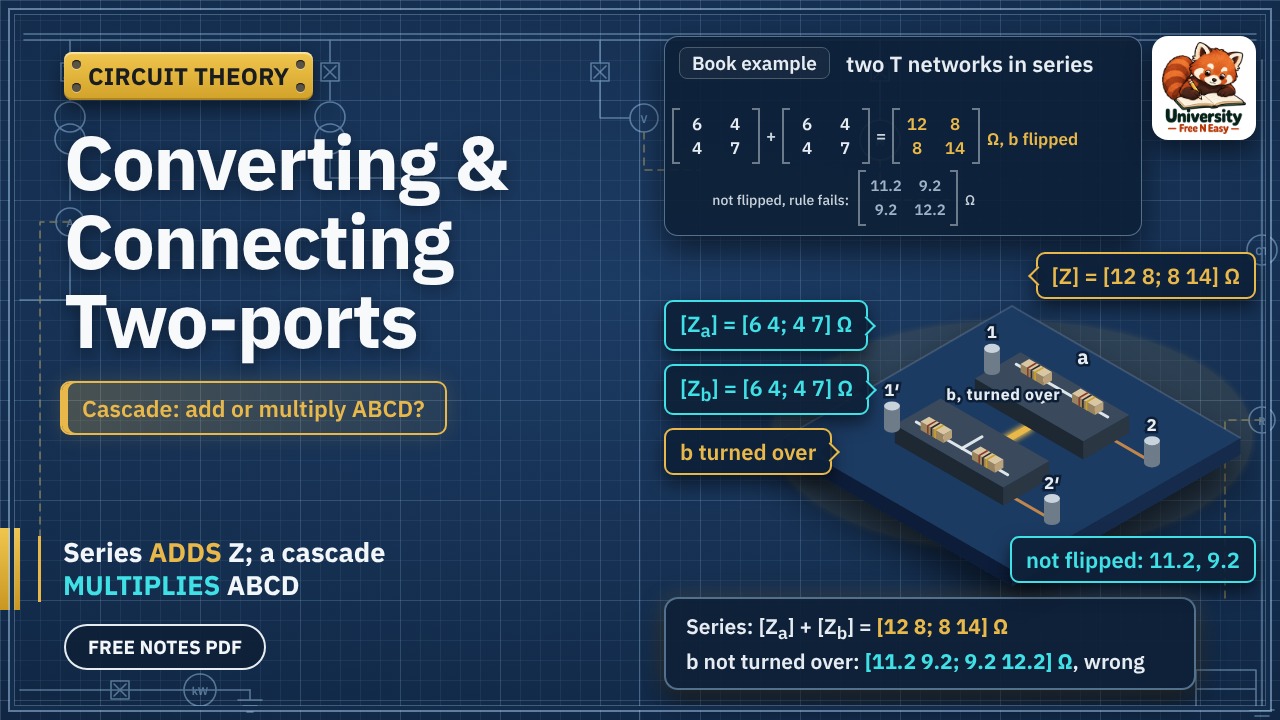 CIRCUIT THEORY
Converting &
Connecting
Two-ports
Cascade: add or multiply ABCD?
Series ADDS Z; a cascade
MULTIPLIES ABCD
FREE NOTES PDF
kW
V
Book example
two T networks in series
6 4 + 6 4 = 12 8
4 7 4 7 8 14
Ω, b flipped
not flipped, rule fails:
11.2 9.2
9.2 12.2
Ω
University
Free N Easy
[Z] = [12 8; 8 14] Ω
[Za] = [6 4; 4 7] Ω
[Zb] = [6 4; 4 7] Ω
b turned over
1
a
1′
b, turned over
2
2′
not flipped: 11.2, 9.2
Series: [Za] + [Zb] = [12 8; 8 14] Ω
b not turned over: [11.2 9.2; 9.2 12.2] Ω, wrong